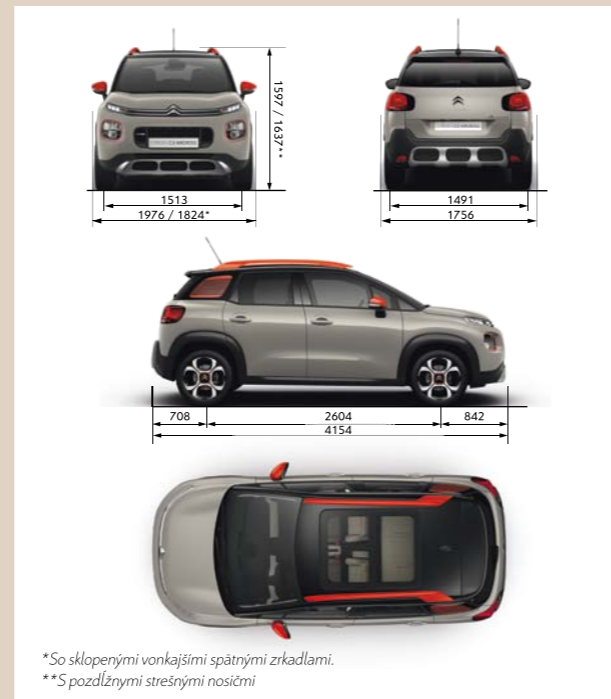 1597 / 1637**
1513
1976 / 1824*
1491
1756
708
2604
842
4154
*So sklopenými vonkajšími spätnými zrkadlami.
**S pozdĺžnymi strešnými nosičmi